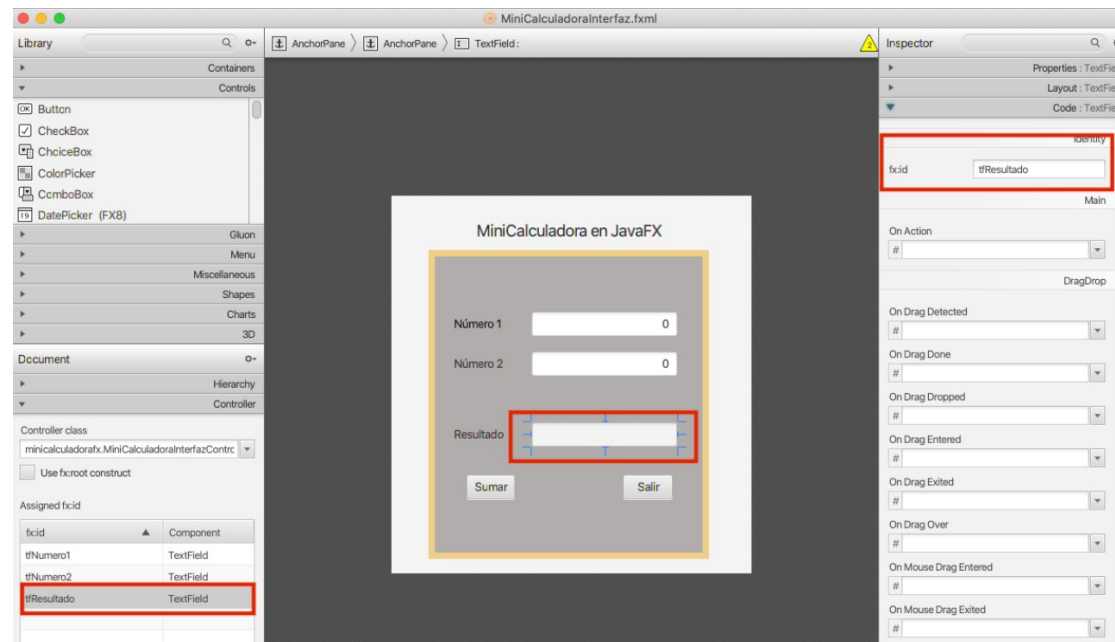 MiniCalculadoraInterfaz.fxml
Library
Containers
Controls
OK Button
CheckBox
ChoiceBox
ColorPicker
ComboBox
19 DatePicker (FX8)
Gluon
Menu
Miscellaneous
Shapes
Charts
3D
Document
Hierarchy
Controller
Controller class
minicalculadorafx.MiniCalculadoraInterfazContrc
Use fx:root construct
Assigned fx:id
fx:id Component
tfNumero1 TextField
tfNumero2 TextField
tfResultado TextField
AnchorPane AnchorPane TextField :
2
MiniCalculadora en JavaFX
Número 1 0
Número 2 0
Resultado
Sumar Salir
Inspector
Properties : TextFie
Layout : TextFie
Code : TextFie
Identity
fx:id tfResultado
Main
On Action
#
DragDrop
On Drag Detected
#
On Drag Done
#
On Drag Dropped
#
On Drag Entered
#
On Drag Exited
#
On Drag Over
#
On Mouse Drag Entered
#
On Mouse Drag Exited
#